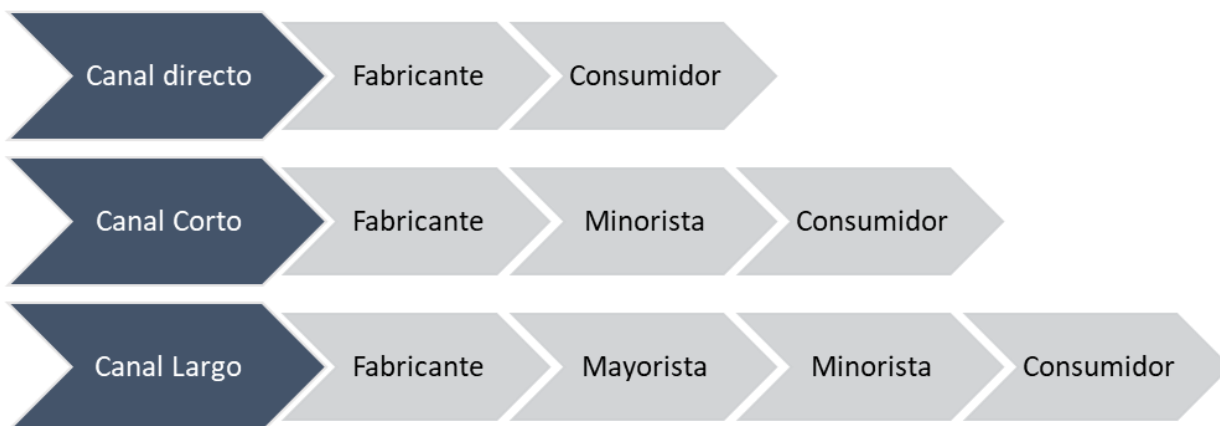 Canal directo Fabricante Consumidor
Canal Corto Fabricante Minorista Consumidor
Canal Largo Fabricante Mayorista Minorista Consumidor